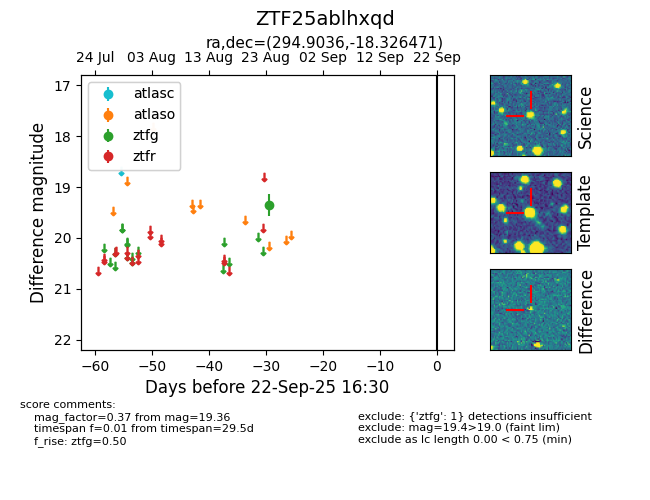 ZTF25ablhxqd
ra,dec=(294.9036,-18.326471)
24 Jul 03 Aug 13 Aug 23 Aug 02 Sep 12 Sep 22 Sep
atlasc
atlaso
ztfg
ztfr
17
18
19
20
21
22
Difference magnitude
−60 −50 −40 −30 −20 −10 0
Days before 22-Sep-25 16:30
Science
Template
Difference
score comments:
mag_factor=0.37 from mag=19.36
timespan f=0.01 from timespan=29.5d
f_rise: ztfg=0.50
exclude: {'ztfg': 1} detections insufficient
exclude: mag=19.4>19.0 (faint lim)
exclude as lc length 0.00 < 0.75 (min)